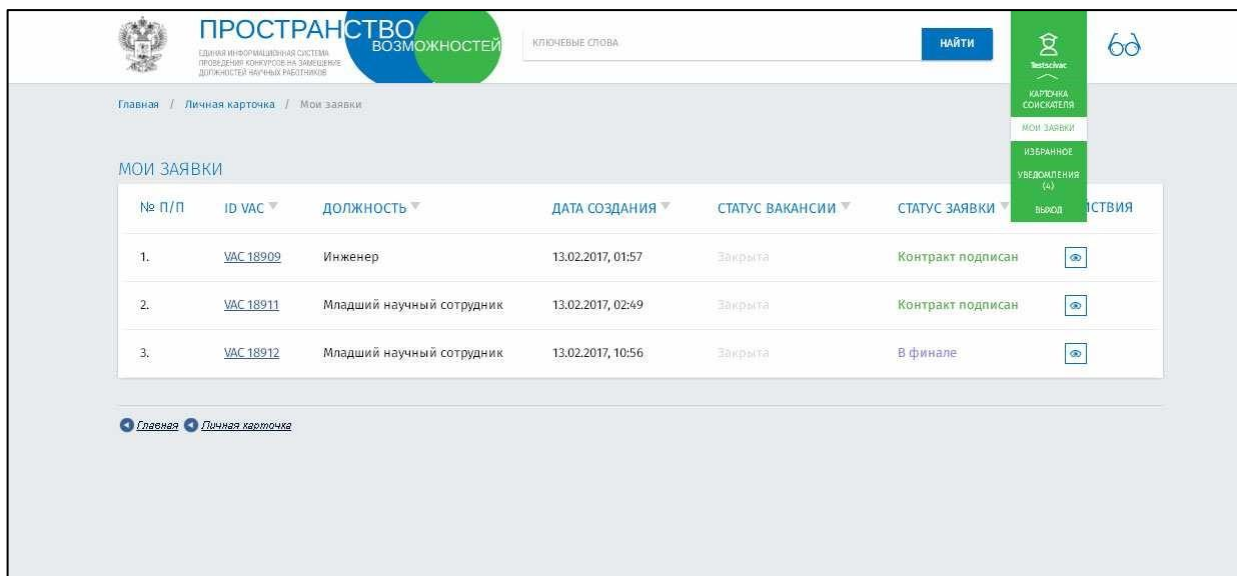 ПРОСТРАНСТВО
ВОЗМОЖНОСТЕЙ
ЕДИНАЯ ИНФОРМАЦИОННАЯ СИСТЕМА
ПРОВЕДЕНИЯ КОНКУРСОВ НА ЗАМЕЩЕНИЕ
ДОЛЖНОСТЕЙ НАУЧНЫХ РАБОТНИКОВ
КЛЮЧЕВЫЕ СЛОВА
НАЙТИ
Testscivac
КАРТОЧКА
СОИСКАТЕЛЯ
МОИ ЗАЯВКИ
ИЗБРАННОЕ
УВЕДОМЛЕНИЯ
(4)
ВЫХОД
Главная / Личная карточка / Мои заявки
МОИ ЗАЯВКИ
№ П/П ID VAC ДОЛЖНОСТЬ ДАТА СОЗДАНИЯ СТАТУС ВАКАНСИИ СТАТУС ЗАЯВКИ ЙСТВИЯ
1. VAC 18909 Инженер 13.02.2017, 01:57 Закрыта Контракт подписан
2. VAC 18911 Младший научный сотрудник 13.02.2017, 02:49 Закрыта Контракт подписан
3. VAC 18912 Младший научный сотрудник 13.02.2017, 10:56 Закрыта В финале
Главная Личная карточка